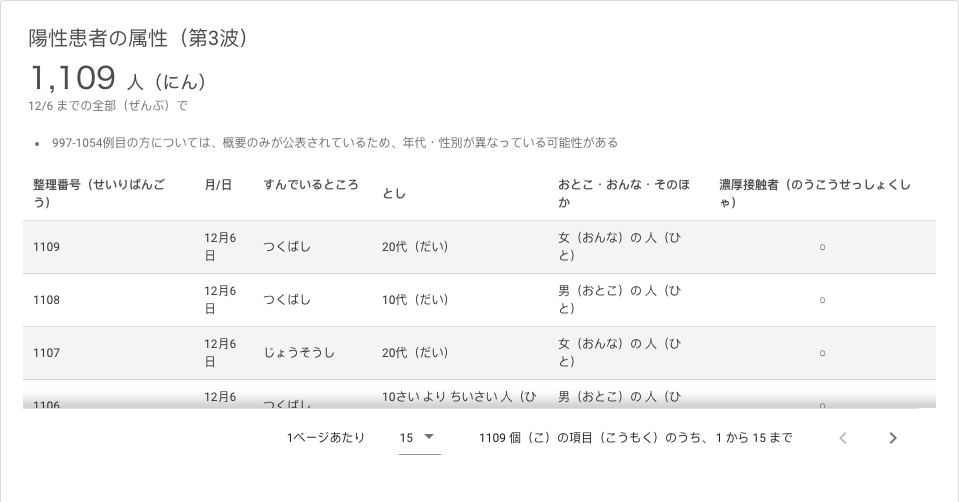 陽性患者の属性（第3波）
1,109 人（にん）
12/6 までの全部（ぜんぶ）で
• 997-1054例目の方については、概要のみが公表されているため、年代・性別が異なっている可能性がある
整理番号（せいりばんごう） 月/日 すんでいるところ とし おとこ・おんな・そのほか 濃厚接触者（のうこうせっしょくしゃ）
1109 12月6日 つくばし 20代（だい） 女（おんな）の 人（ひと） ○
1108 12月6日 つくばし 10代（だい） 男（おとこ）の 人（ひと） ○
1107 12月6日 じょうそうし 20代（だい） 女（おんな）の 人（ひと） ○
1106 12月6 つくばし 10さい より ちいさい 人（ひ 男（おとこ）の 人（ひ ○
1ページあたり 15 1109 個（こ）の項目（こうもく）のうち、1 から 15 まで